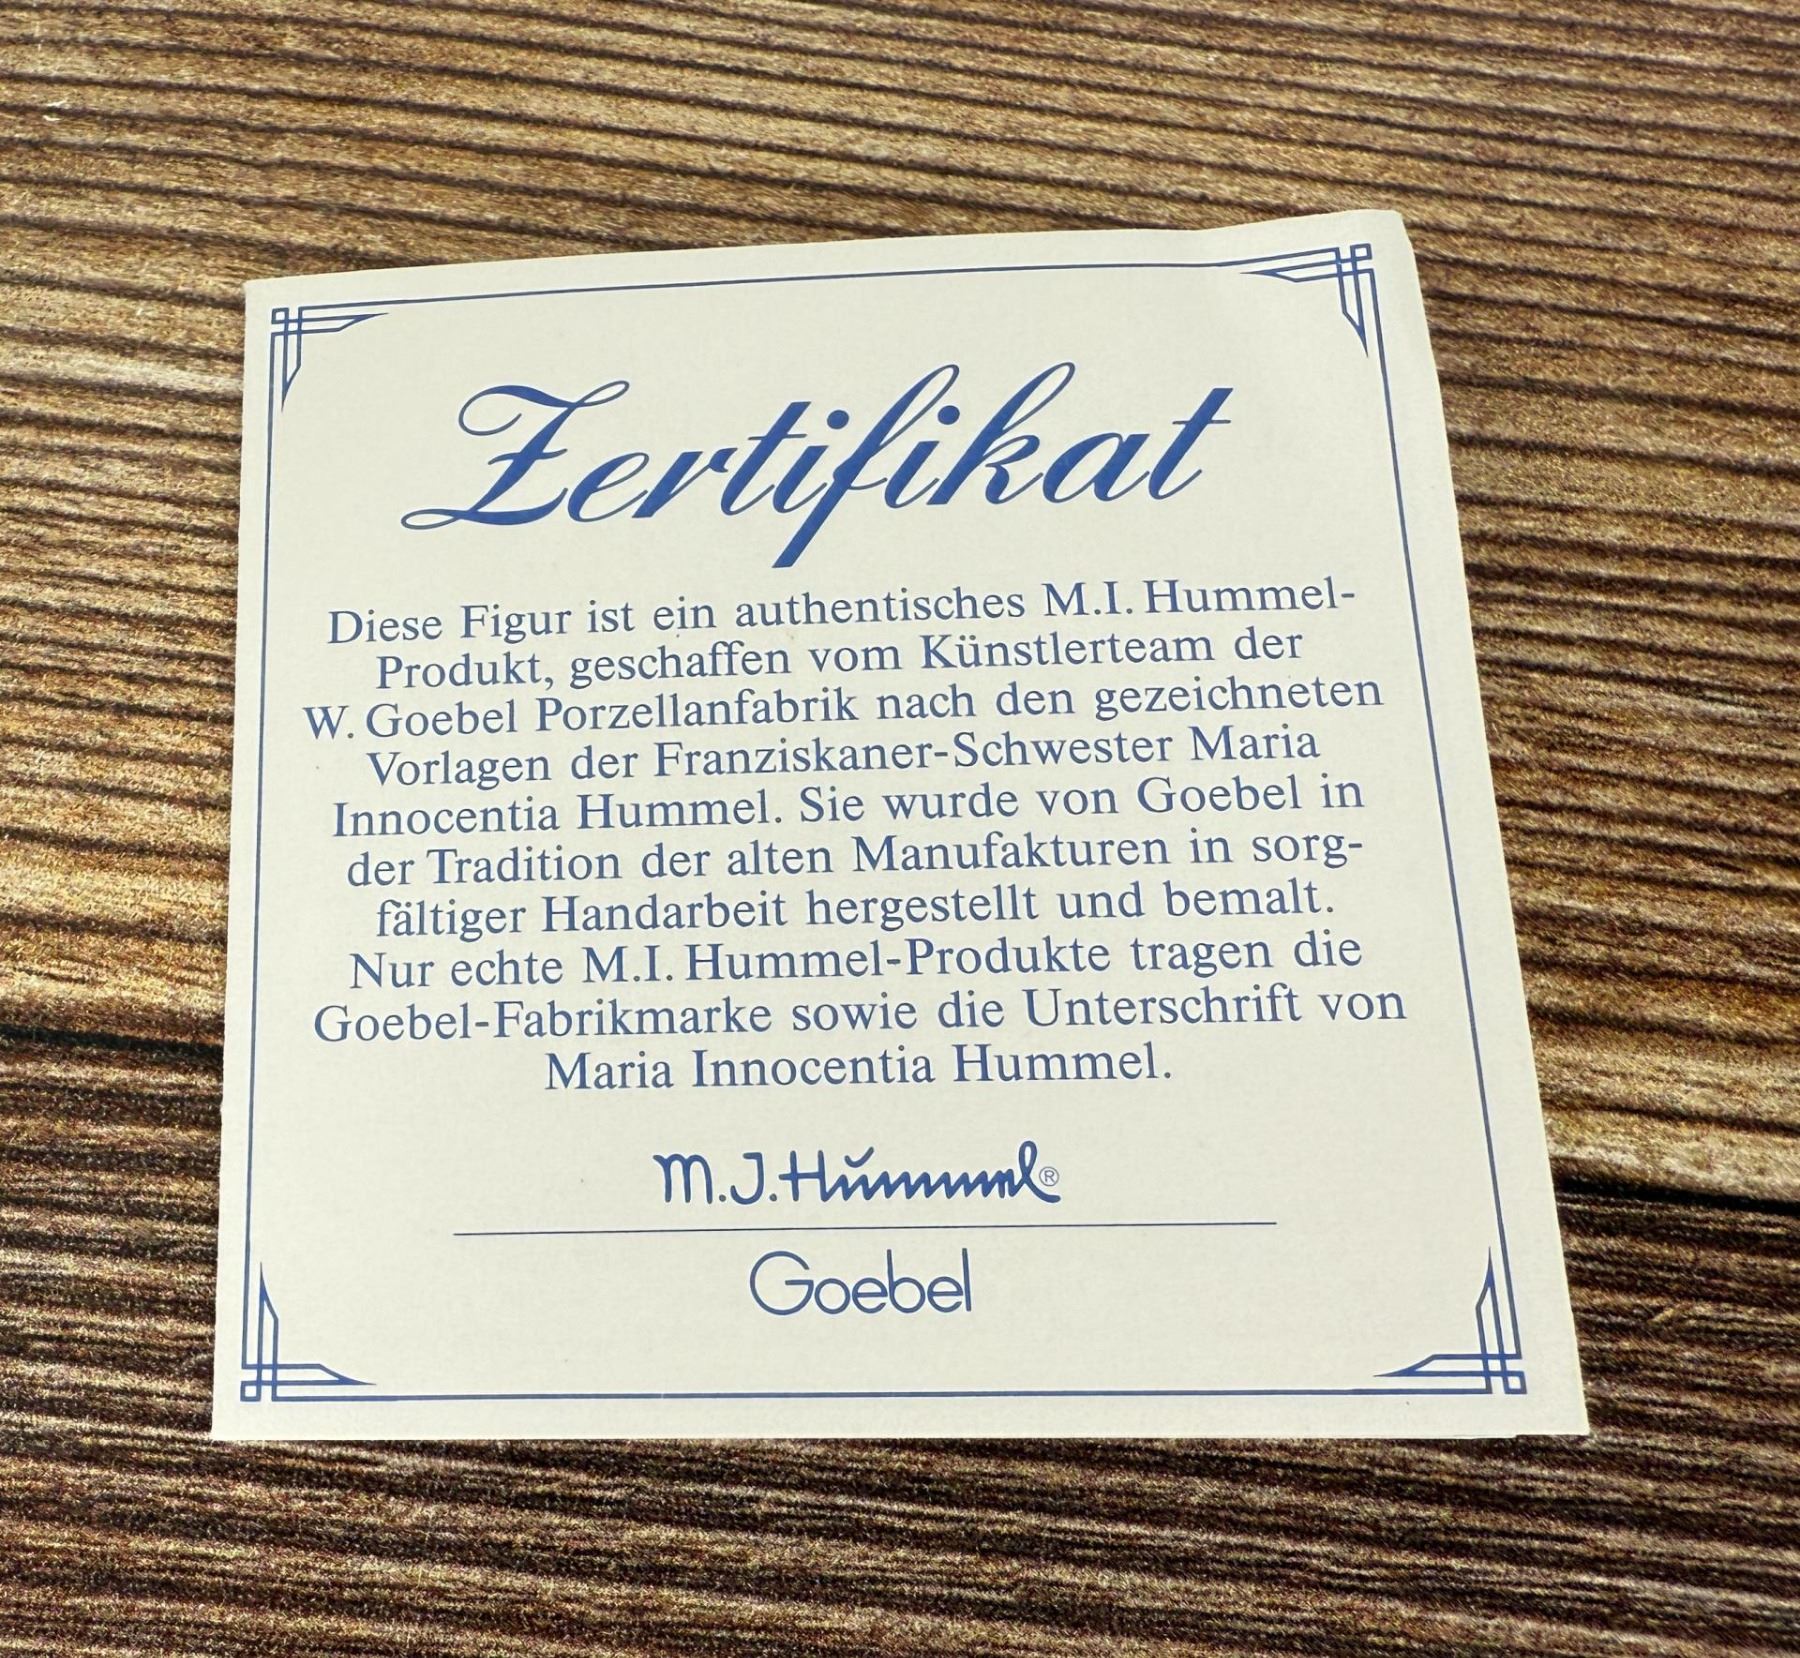 Zertifikat
Diese Figur ist ein authentisches M.I. Hummel-
Produkt, geschaffen vom Künstlerteam der
W. Goebel Porzellanfabrik nach den gezeichneten
Vorlagen der Franziskaner-Schwester Maria
Innocentia Hummel. Sie wurde von Goebel in
der Tradition der alten Manufakturen in sorg-
fältiger Handarbeit hergestellt und bemalt.
Nur echte M.I. Hummel-Produkte tragen die
Goebel-Fabrikmarke sowie die Unterschrift von
Maria Innocentia Hummel.
M.J. Hummel®
Goebel